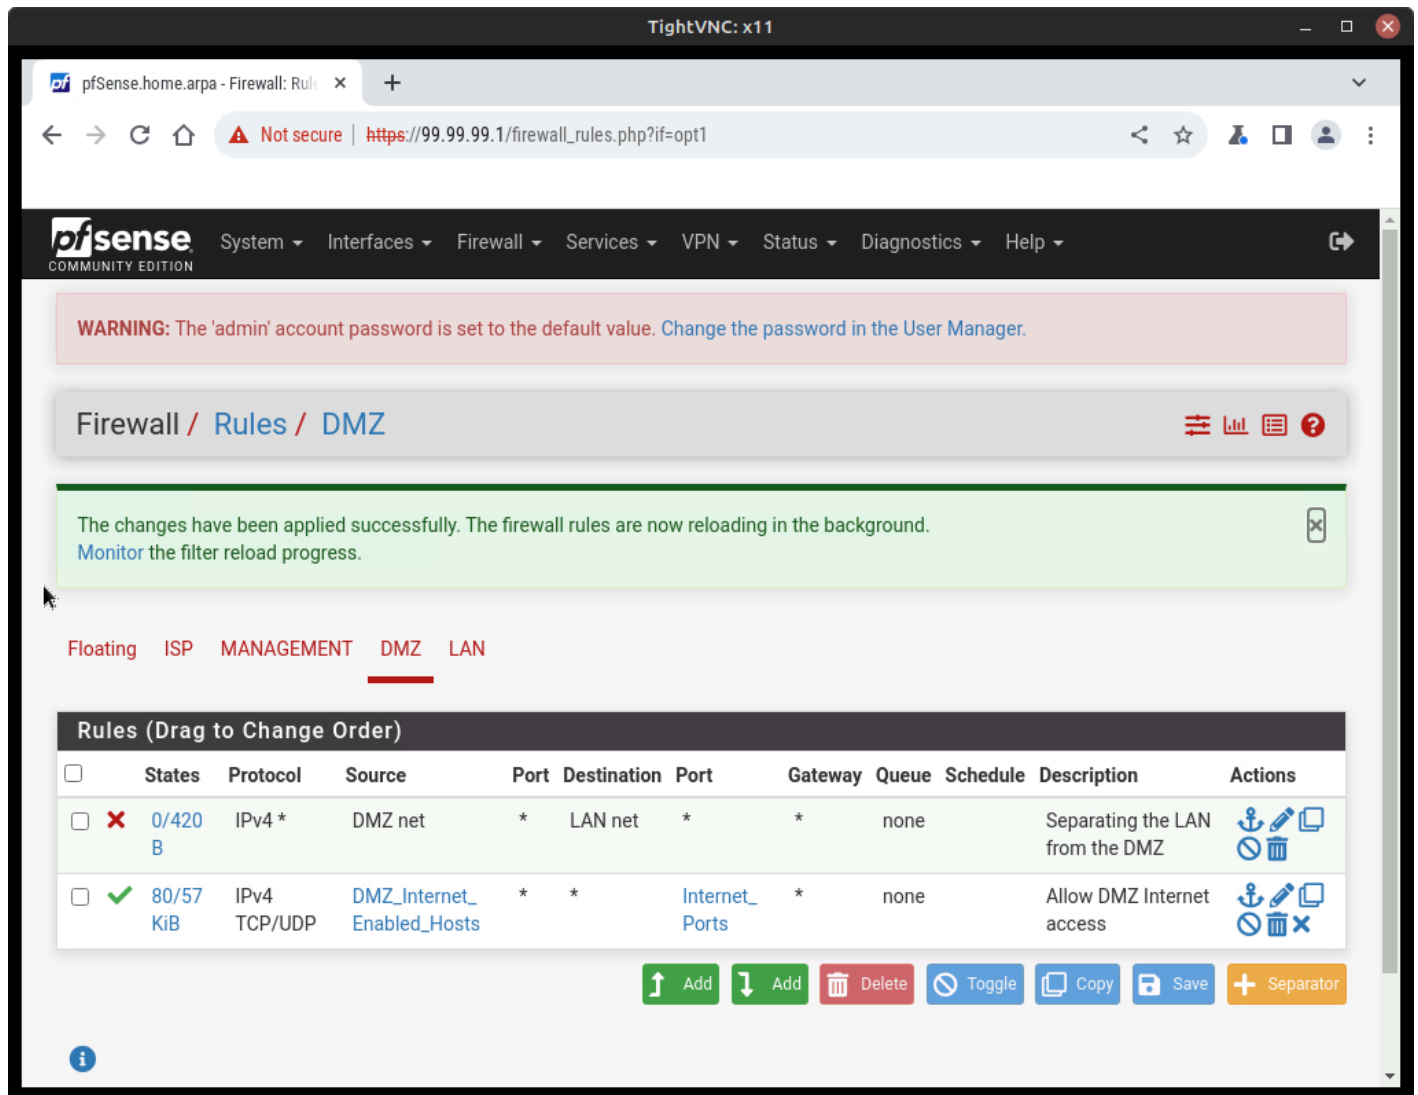 TightVNC: x11
pfSense.home.arpa - Firewall: Rul
Not secure | https://99.99.99.1/firewall_rules.php?if=opt1
pfsense
COMMUNITY EDITION
System Interfaces Firewall Services VPN Status Diagnostics Help
WARNING: The 'admin' account password is set to the default value. Change the password in the User Manager.
Firewall / Rules / DMZ
The changes have been applied successfully. The firewall rules are now reloading in the background.
Monitor the filter reload progress.
Floating ISP MANAGEMENT DMZ LAN
Rules (Drag to Change Order)
States Protocol Source Port Destination Port Gateway Queue Schedule Description Actions
0/420 IPv4 * DMZ net * LAN net * * none Separating the LAN
B from the DMZ
80/57 IPv4 DMZ_Internet_ * * Internet_ * none Allow DMZ Internet
KiB TCP/UDP Enabled_Hosts Ports access
Add Add Delete Toggle Copy Save Separator